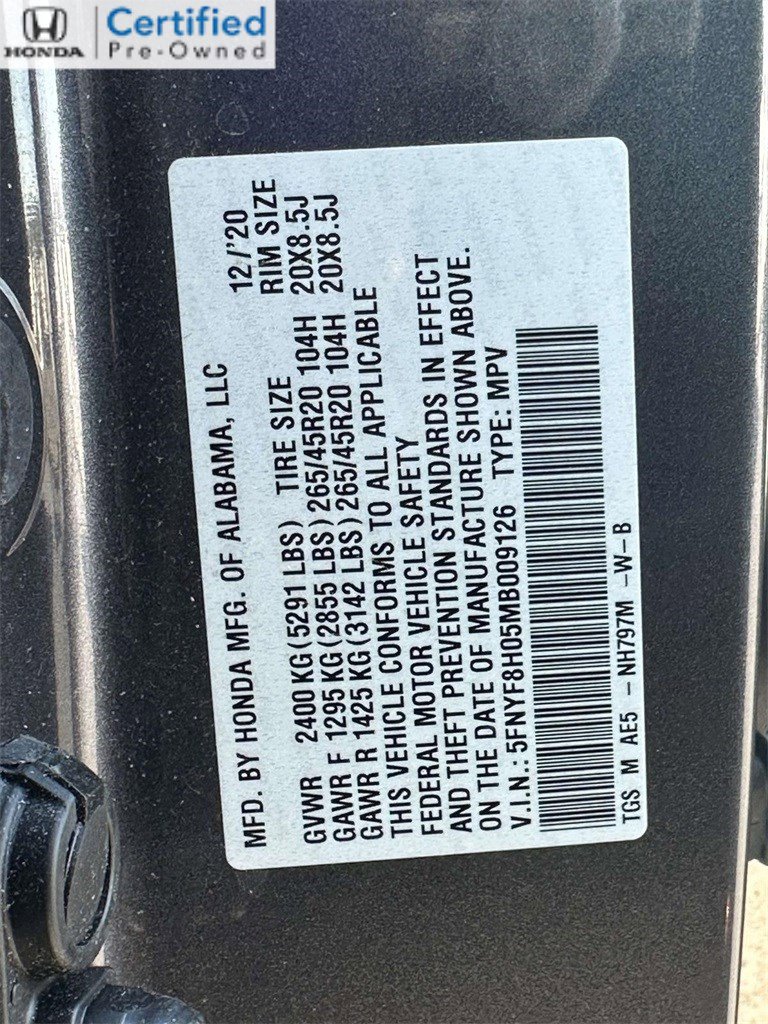 HONDA
Certified
Pre-Owned
MFD. BY HONDA MFG. OF ALABAMA, LLC 12/'20
GVWR 2400 KG (5291 LBS) TIRE SIZE RIM SIZE
GAWR F 1295 KG (2855 LBS) 265/45R20 104H 20X8.5J
GAWR R 1425 KG (3142 LBS) 265/45R20 104H 20X8.5J
THIS VEHICLE CONFORMS TO ALL APPLICABLE
FEDERAL MOTOR VEHICLE SAFETY
AND THEFT PREVENTION STANDARDS IN EFFECT
ON THE DATE OF MANUFACTURE SHOWN ABOVE.
V.I.N.: 5FNYF8H05MB009126 TYPE: MPV
TGS M AE5 - NH797M -W-B